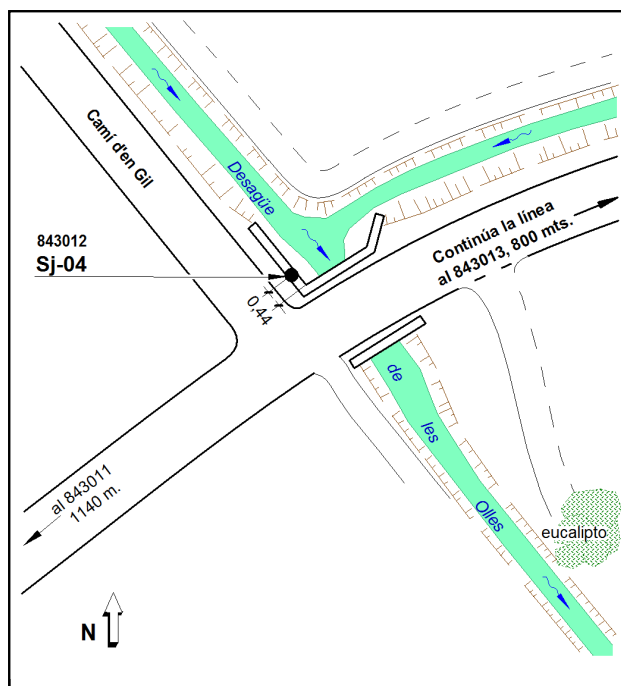 Camí d'en Gil
Desagüe
843012
Sj-04
Continúa la línea
al 843013, 800 mts.
0,44
de
les
Olles
al 843011
1140 m.
eucalipto
N